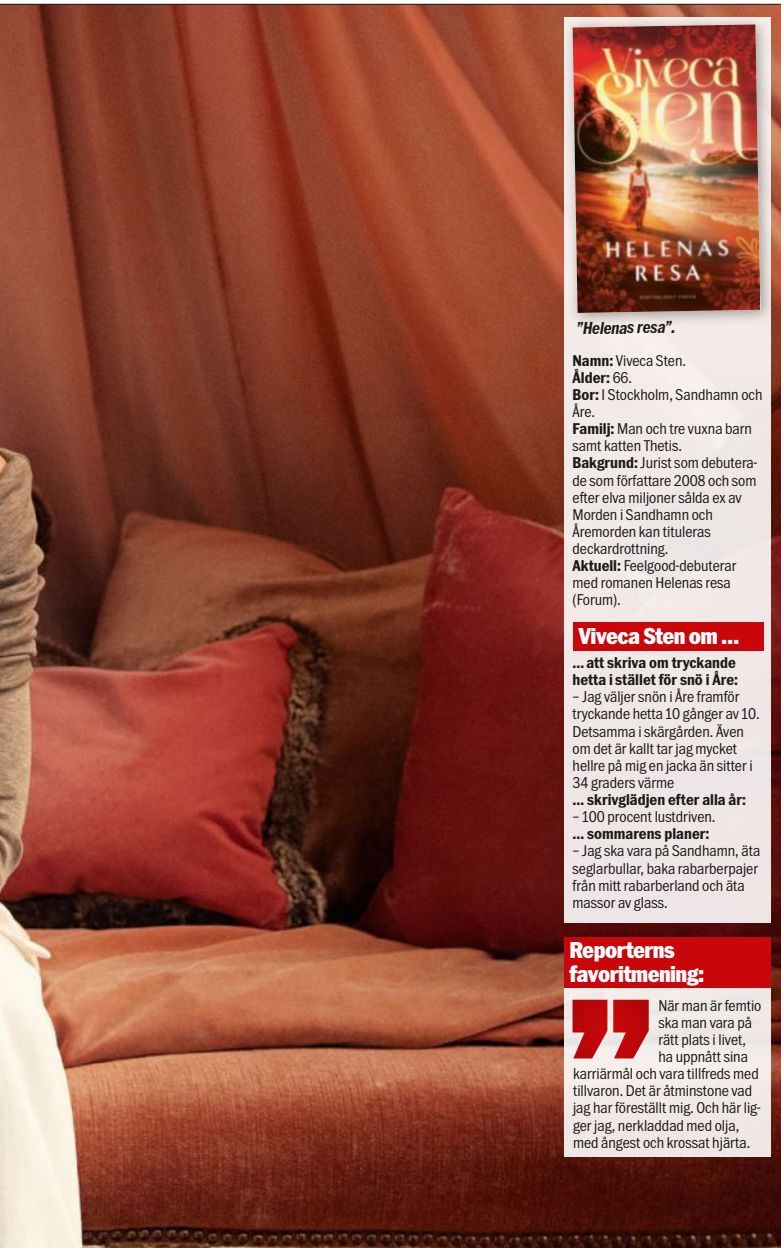 Viveca
Sten
HELENAS
RESA
BOKFÖRLAGET FORUM
"Helenas resa".
Namn: Viveca Sten.
Ålder: 66.
Bor: I Stockholm, Sandhamn och
Åre.
Familj: Man och tre vuxna barn
samt katten Thetis.
Bakgrund: Jurist som debutera-
de som författare 2008 och som
efter elva miljoner sålda ex av
Morden i Sandhamn och
Åremorden kan tituleras
deckardrottning.
Aktuell: Feelgood-debuterar
med romanen Helenas resa
(Forum).
Viveca Sten om ...
... att skriva om tryckande
hetta i stället för snö i Åre:
– Jag väljer snön i Åre framför
tryckande hetta 10 gånger av 10.
Detsamma i skärgården. Även
om det är kallt tar jag mycket
hellre på mig en jacka än sitter i
34 graders värme
... skrivglädjen efter alla år:
– 100 procent lustdriven.
... sommarens planer:
– Jag ska vara på Sandhamn, äta
seglarbullar, baka rabarberpajer
från mitt rabarberland och äta
massor av glass.
Reporterns
favoritmening:
”
När man är femtio
ska man vara på
rätt plats i livet,
ha uppnått sina
karriärmål och vara tillfreds med
tillvaron. Det är åtminstone vad
jag har föreställt mig. Och här lig-
ger jag, nerkladdad med olja,
med ångest och krossat hjärta.